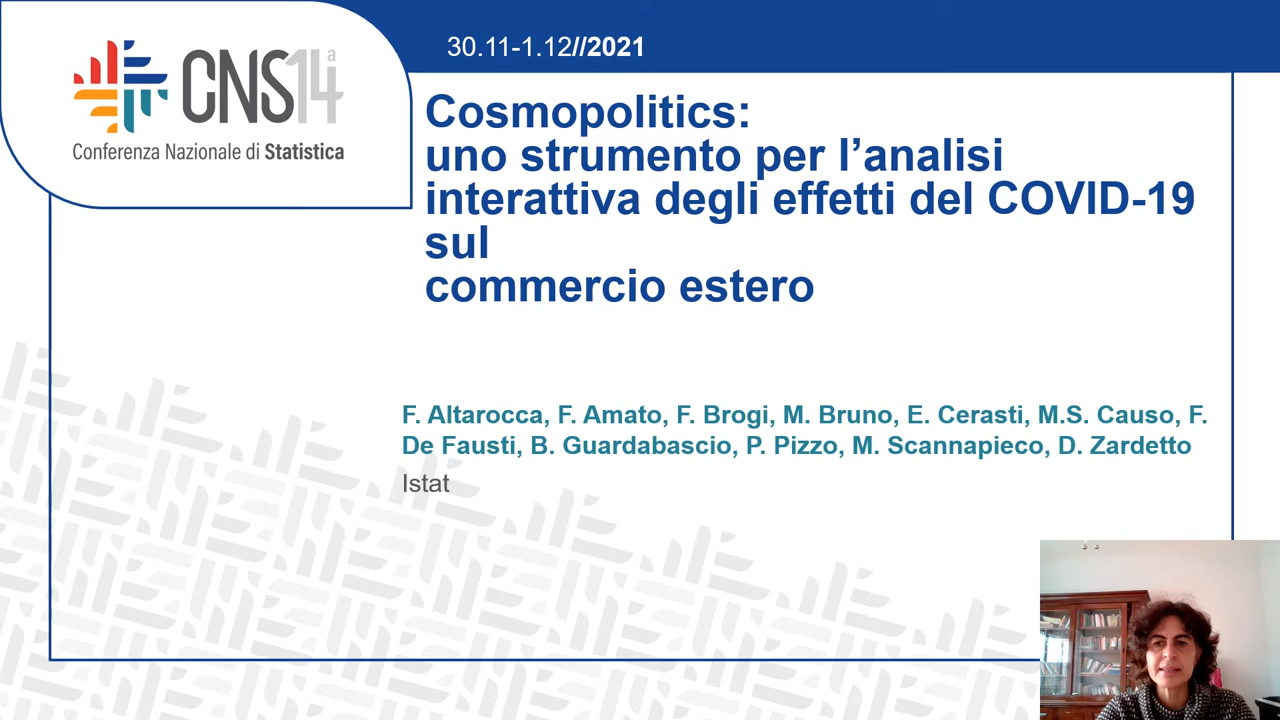 30.11-1.12//2021
CNS14a
Conferenza Nazionale di Statistica
Cosmopolitics:
uno strumento per l’analisi
interattiva degli effetti del COVID-19
sul
commercio estero
F. Altarocca, F. Amato, F. Brogi, M. Bruno, E. Cerasti, M.S. Causo, F.
De Fausti, B. Guardabascio, P. Pizzo, M. Scannapieco, D. Zardetto
Istat